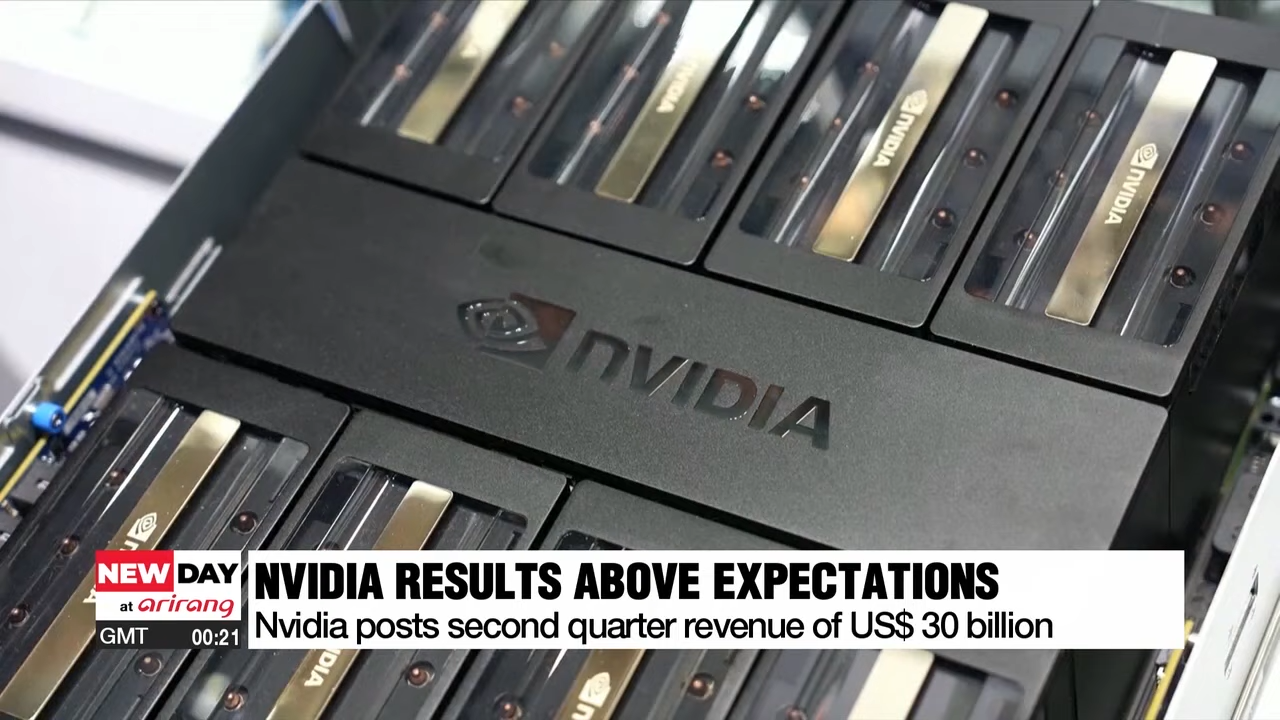 NVIDIA
NVIDIA
NVIDIA
NVIDIA
NEW DAY
at arirang
GMT 00:21
NVIDIA RESULTS ABOVE EXPECTATIONS
Nvidia posts second quarter revenue of US$ 30 billion
NVIDIA